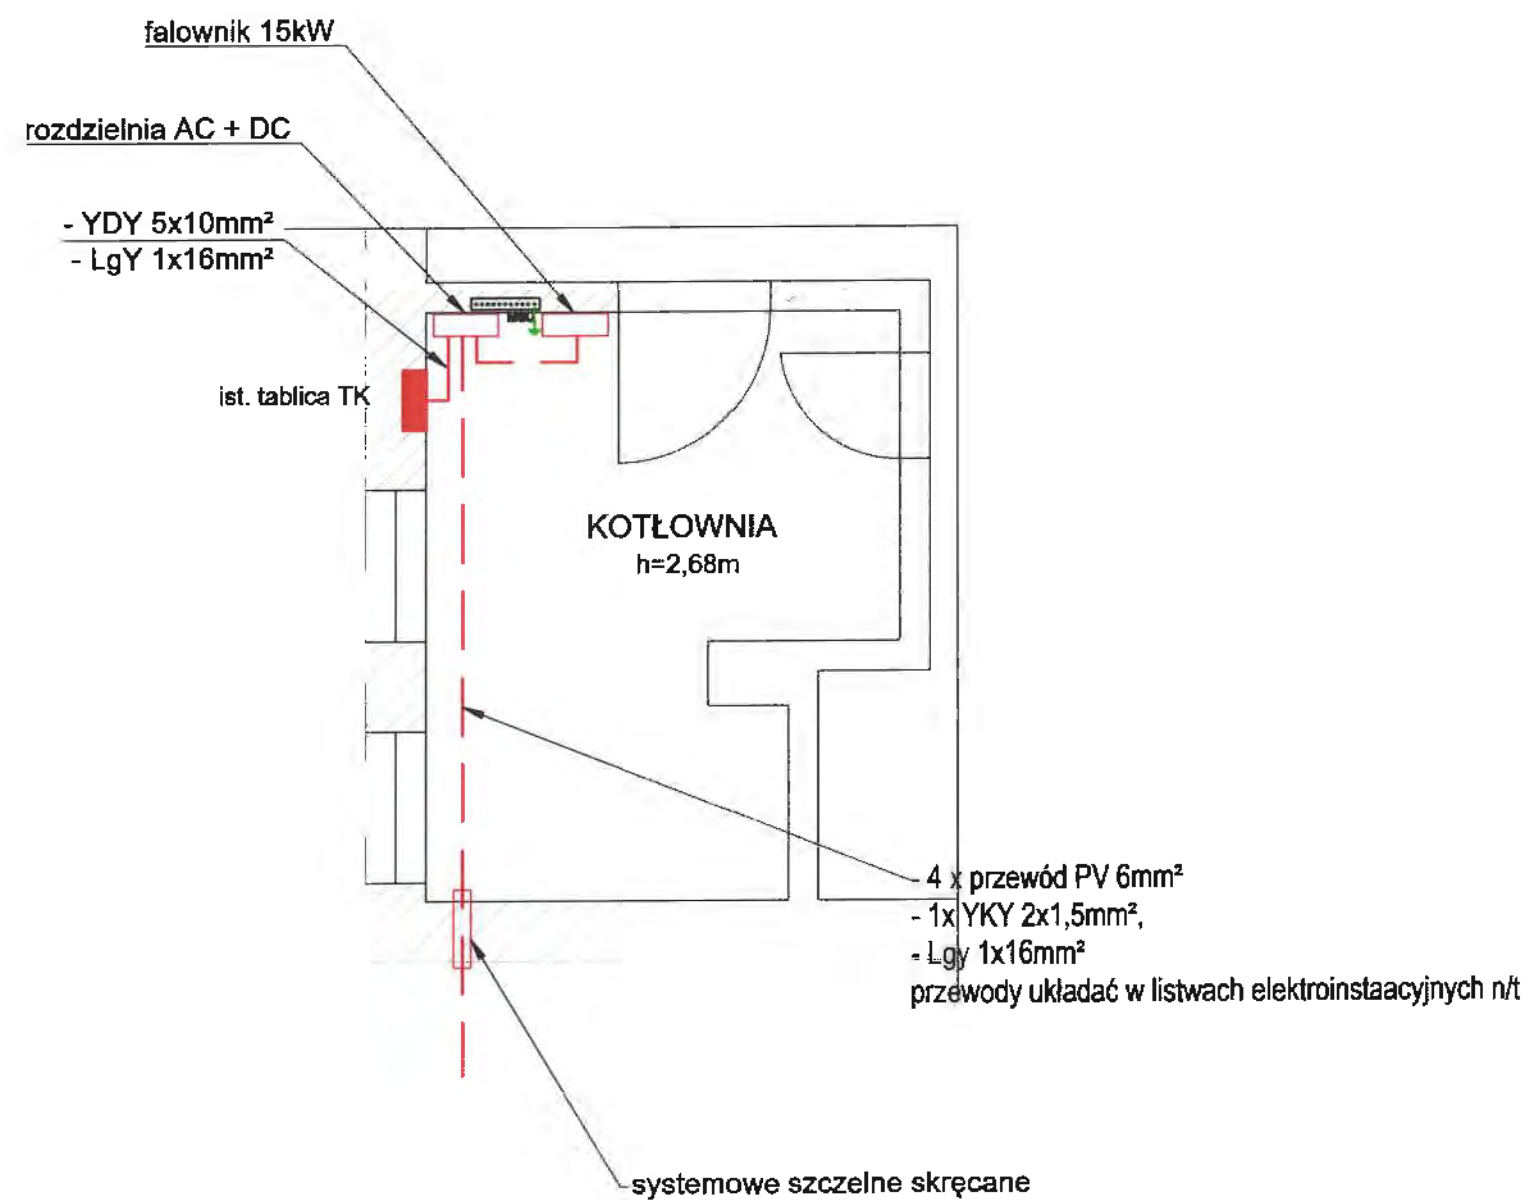 falownik 15kW
rozdzielnia AC + DC
- YDY 5x10mm²
- LgY 1x16mm²
ist. tablica TK
KOTŁOWNIA
h=2,68m
- 4 x przewód PV 6mm²
- 1x YKY 2x1,5mm²,
- Lgy 1x16mm²
przewody układać w listwach elektroinstaacyjnych n/t
systemowe szczelne skręcane